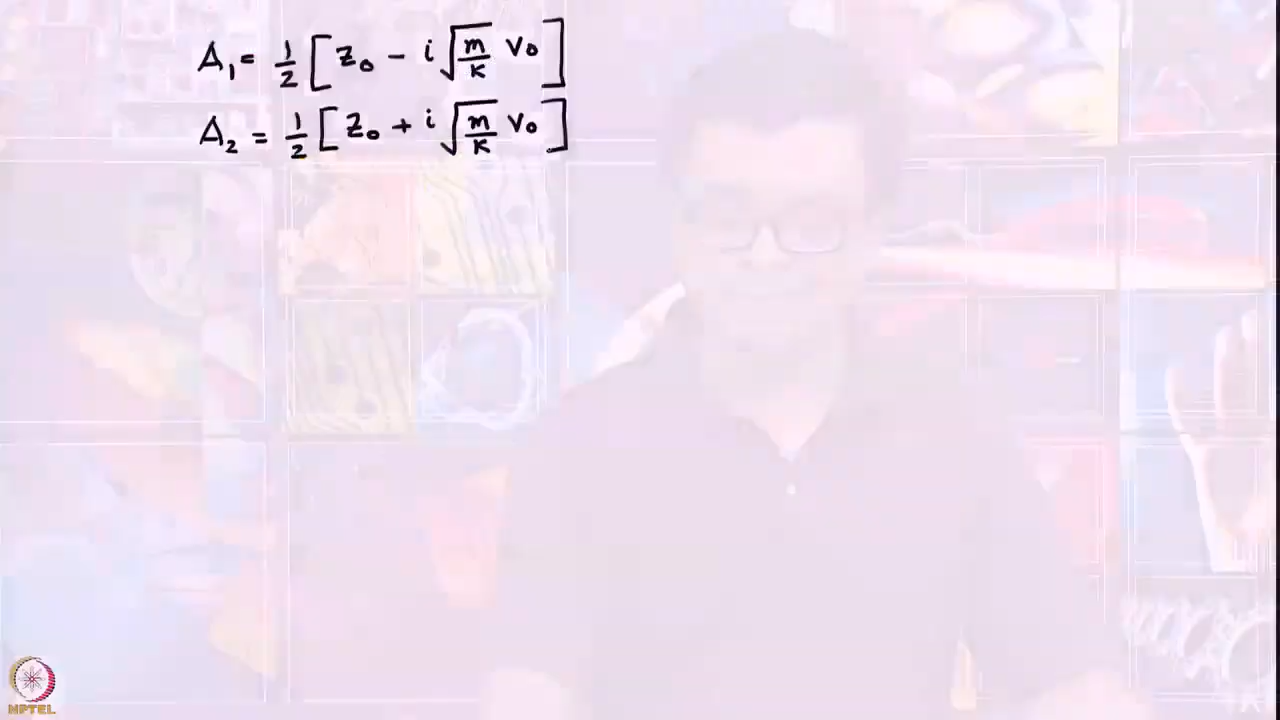 A₁ = 1/2 [ z₀ - i √(m/k) v₀ ]
A₂ = 1/2 [ z₀ + i √(m/k) v₀ ]
NPTEL